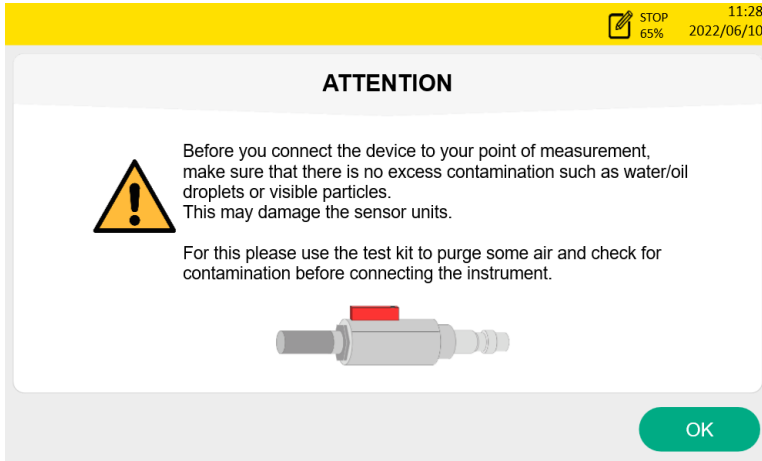 STOP
65%
11:28
2022/06/10
ATTENTION
Before you connect the device to your point of measurement,
make sure that there is no excess contamination such as water/oil
droplets or visible particles.
This may damage the sensor units.
For this please use the test kit to purge some air and check for
contamination before connecting the instrument.
OK